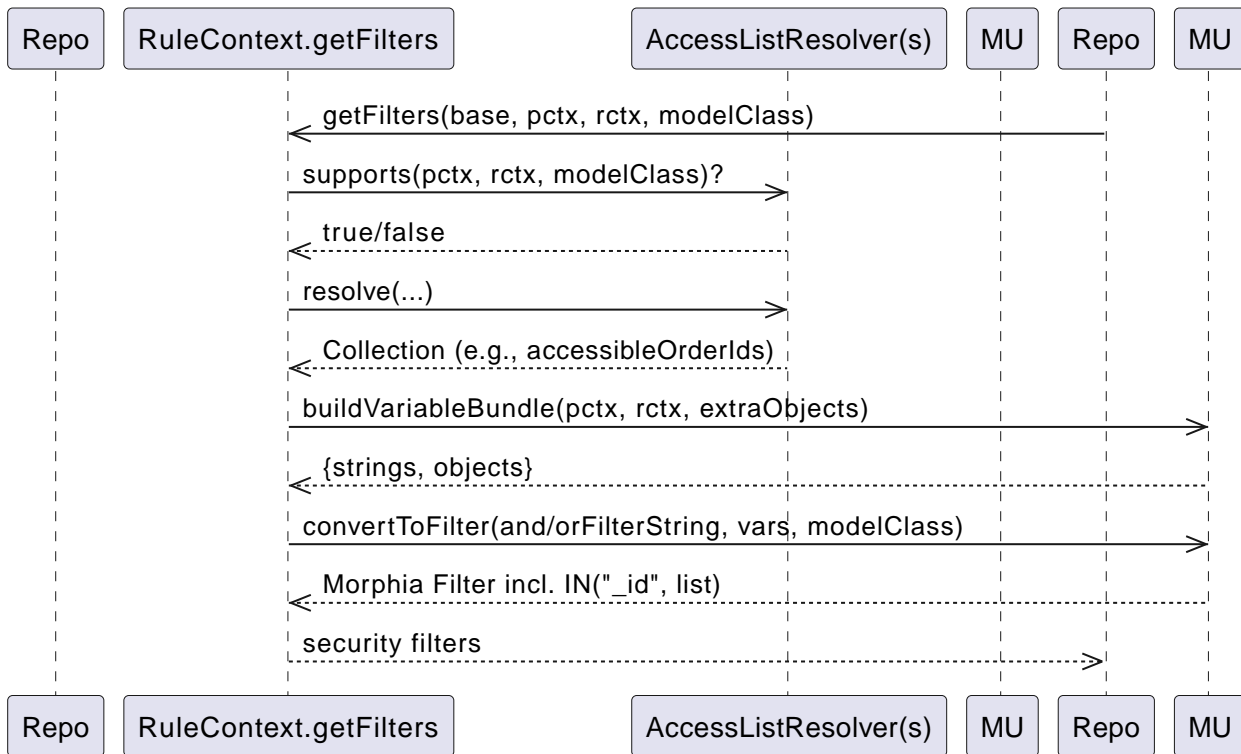 Repo RuleContext.getFilters AccessListResolver(s) MU Repo MU
getFilters(base, pctx, rctx, modelClass)
supports(pctx, rctx, modelClass)?
true/false
resolve(...)
Collection (e.g., accessibleOrderIds)
buildVariableBundle(pctx, rctx, extraObjects)
{strings, objects}
convertToFilter(and/orFilterString, vars, modelClass)
Morphia Filter incl. IN("_id", list)
security filters
Repo RuleContext.getFilters AccessListResolver(s) MU Repo MU